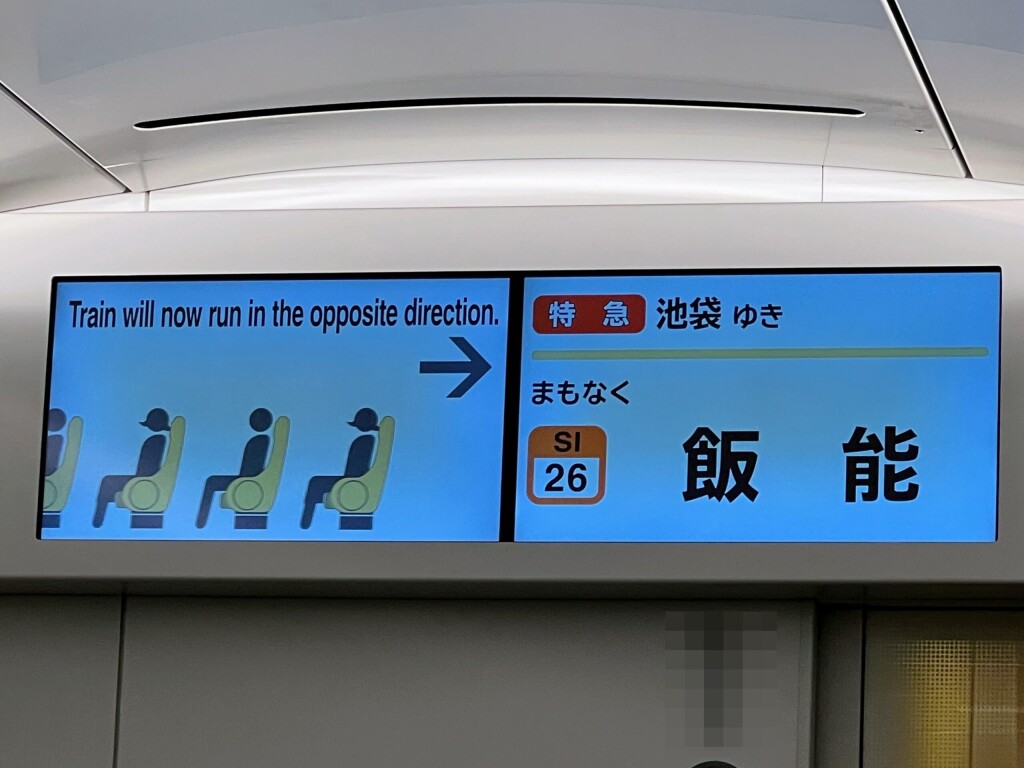 Train will now run in the opposite direction.
特急 池袋 ゆき
まもなく
SI
26
飯能